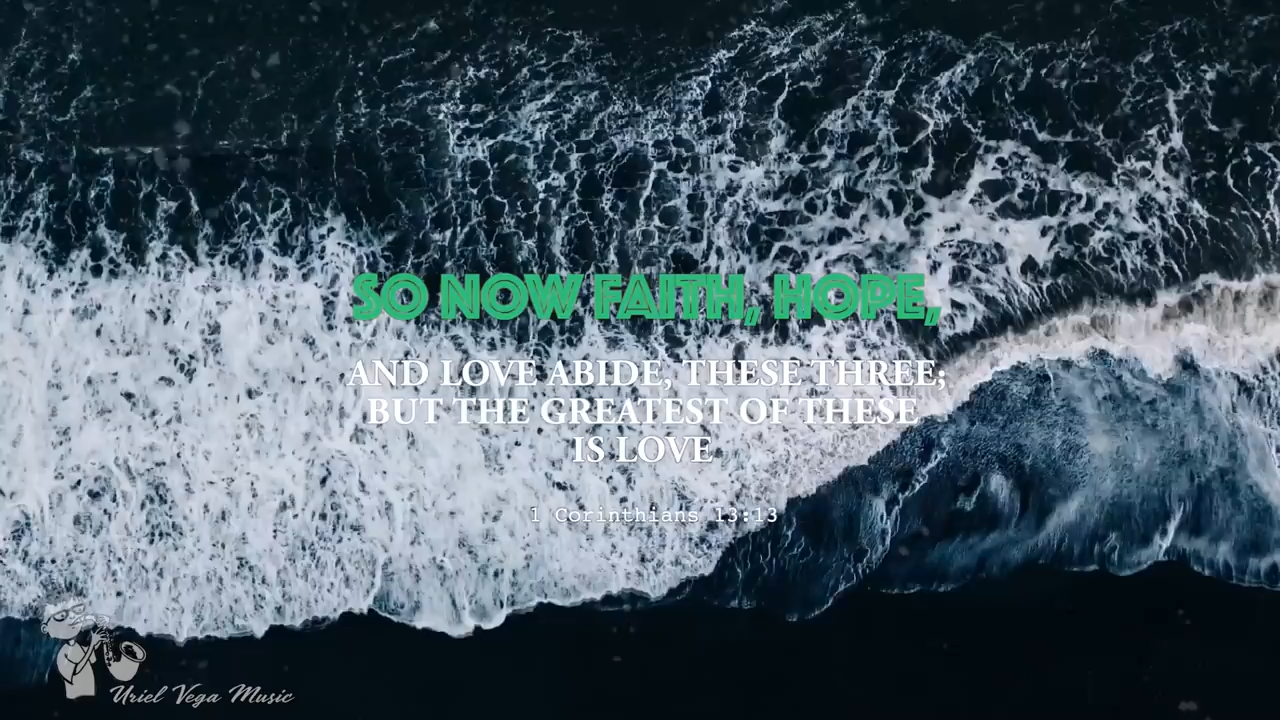 SO NOW FAITH, HOPE,
AND LOVE ABIDE, THESE THREE;
BUT THE GREATEST OF THESE
IS LOVE
1 Corinthians 13:13
Uriel Vega Music